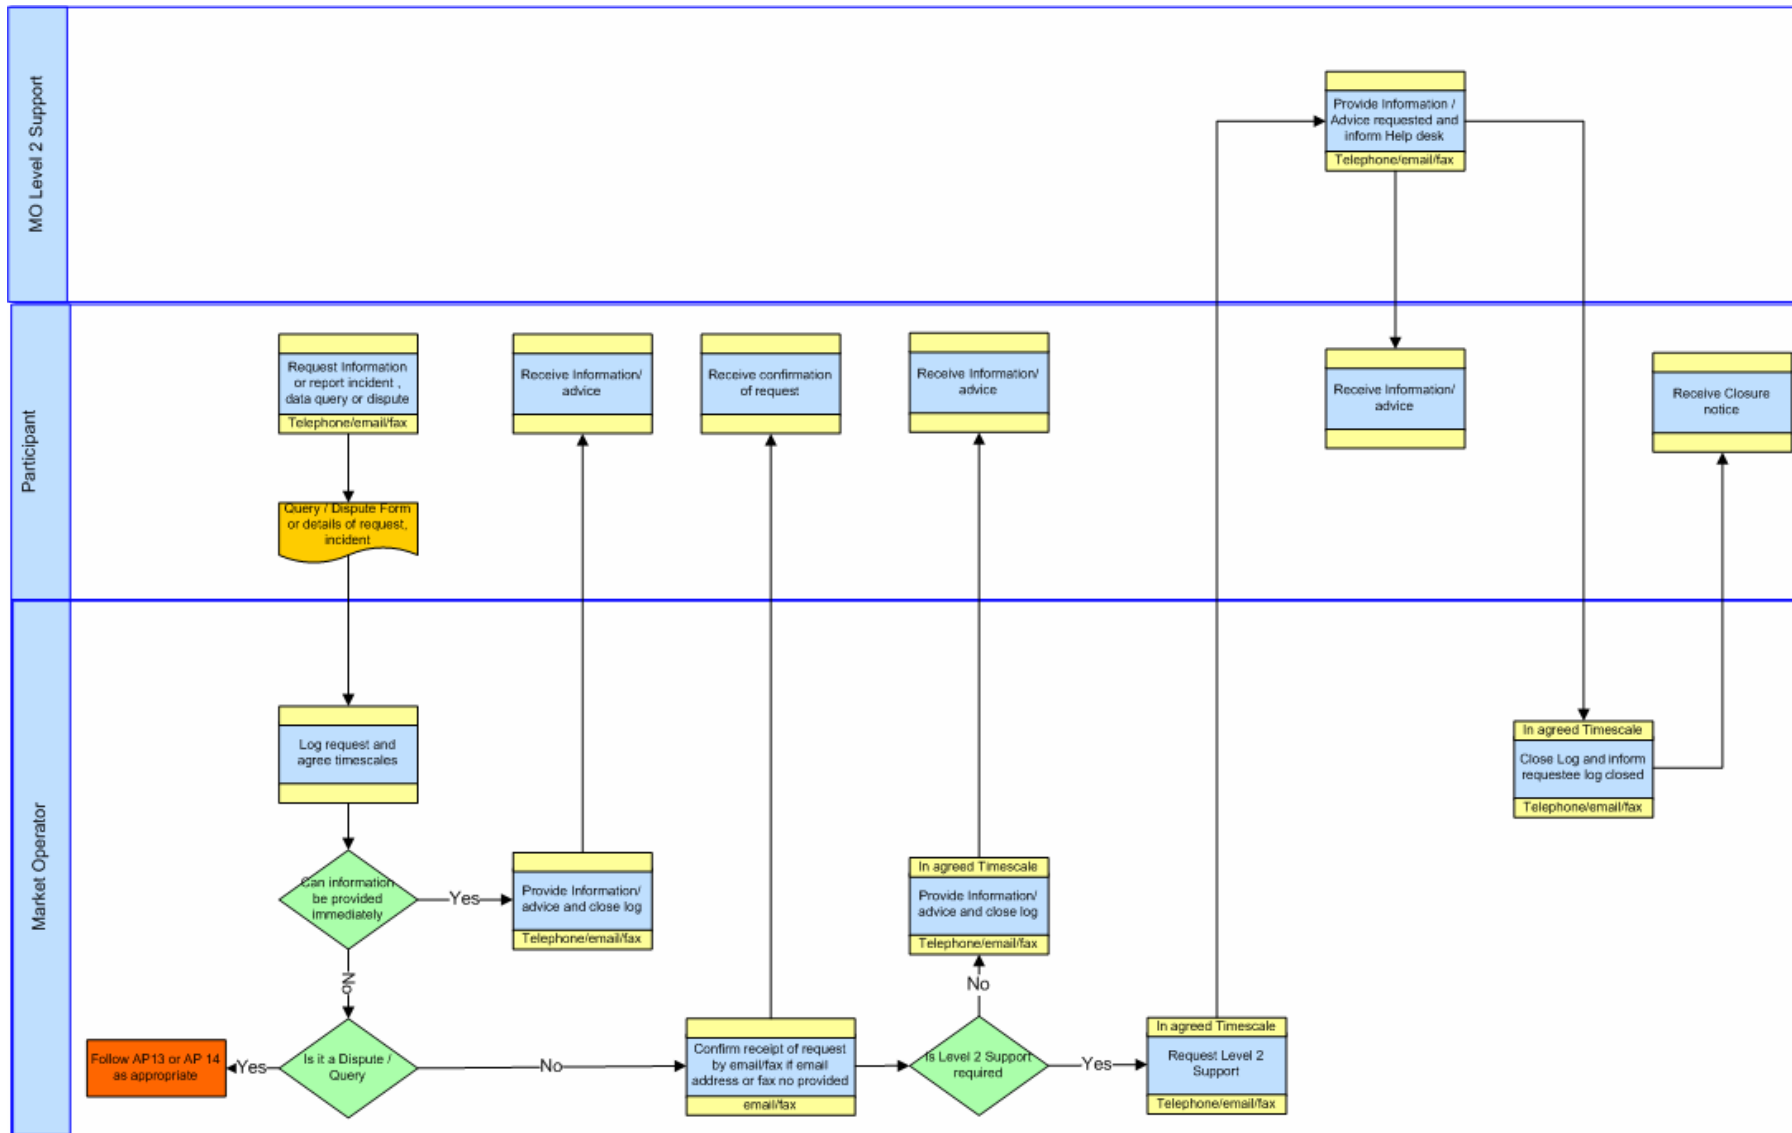 MO Level 2 Support
Provide Information /
Advice requested and
inform Help desk
Telephone/email/fax
Participant
Request Information
or report incident ,
data query or dispute
Telephone/email/fax
Receive Information/
advice
Receive confirmation
of request
Receive Information/
advice
Receive Information/
advice
Receive Closure
notice
Query / Dispute Form
or details of request,
incident
Market Operator
Log request and
agree timescales
In agreed Timescale
Close Log and inform
requestee log closed
Telephone/email/fax
Can information
be provided
immediately
Yes
Provide Information/
advice and close log
Telephone/email/fax
In agreed Timescale
Provide Information/
advice and close log
Telephone/email/fax
No
No
Follow AP13 or AP 14
as appropriate
Yes
Is it a Dispute /
Query
No
Confirm receipt of request
by email/fax if email
address or fax no provided
email/fax
Is Level 2 Support
required
Yes
In agreed Timescale
Request Level 2
Support
Telephone/email/fax